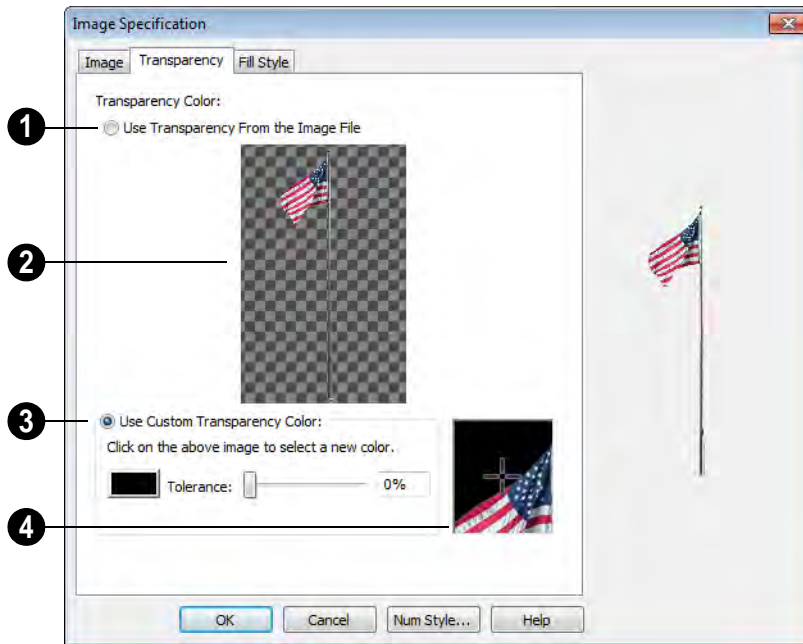 Image Specification
Image Transparency Fill Style
Transparency Color:
1 Use Transparency From the Image File
2
3 Use Custom Transparency Color:
Click on the above image to select a new color.
Tolerance: 0%
4
OK Cancel Num Style... Help